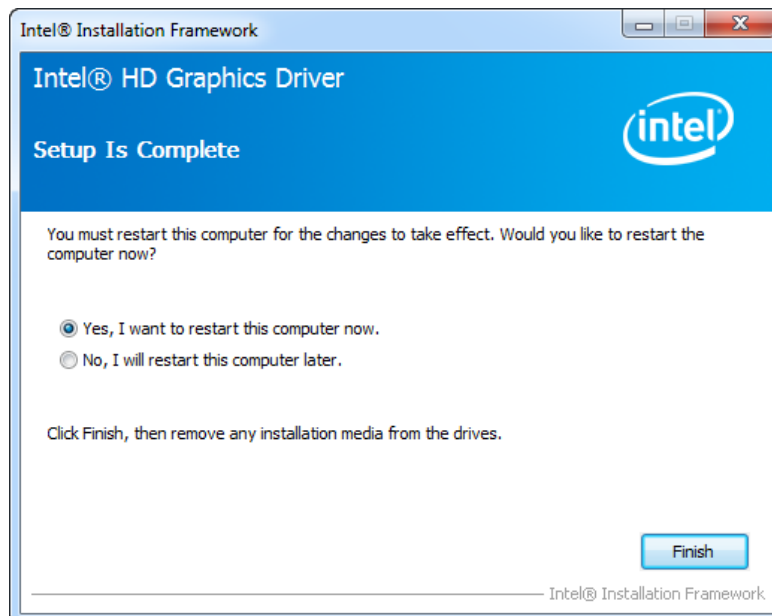 Intel® Installation Framework
Intel® HD Graphics Driver
intel®
Setup Is Complete
You must restart this computer for the changes to take effect. Would you like to restart the
computer now?
Yes, I want to restart this computer now.
No, I will restart this computer later.
Click Finish, then remove any installation media from the drives.
Finish
Intel® Installation Framework